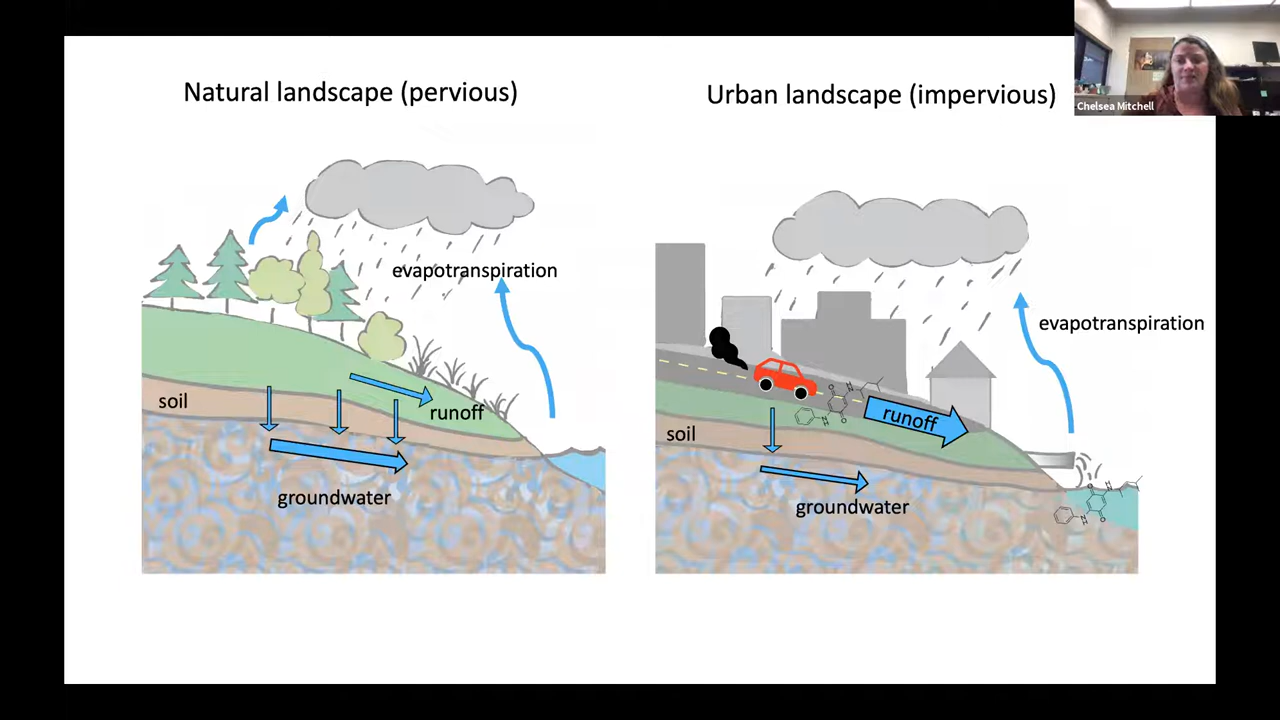 Natural landscape (pervious)
Urban landscape (impervious)
Chelsea Mitchell
evapotranspiration
soil
runoff
groundwater
evapotranspiration
soil
runoff
groundwater